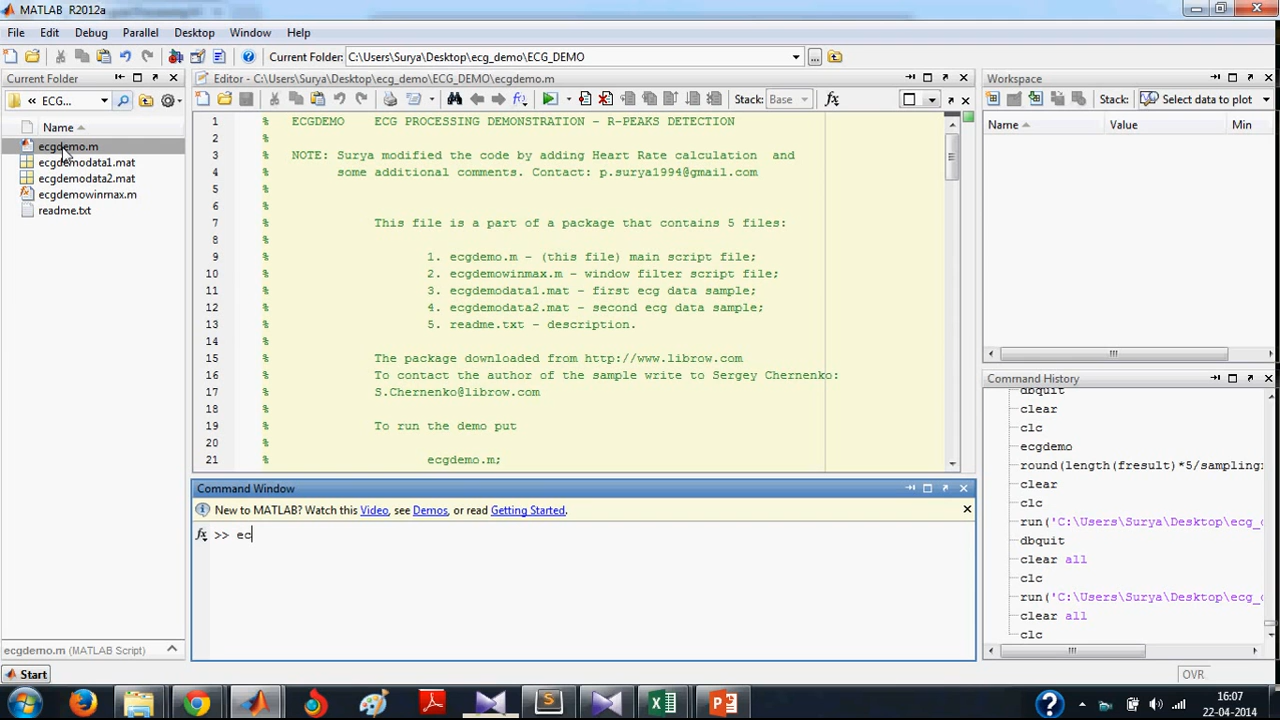 MATLAB R2012a
File Edit Debug Parallel Desktop Window Help
Current Folder: C:\Users\Surya\Desktop\ecg_demo\ECG_DEMO
Current Folder
« ECG...
Name
ecgdemo.m
ecgdemodata1.mat
ecgdemodata2.mat
ecgdemowinmax.m
readme.txt
ecgdemo.m (MATLAB Script)
Editor - C:\Users\Surya\Desktop\ecg_demo\ECG_DEMO\ecgdemo.m
Stack: Base
1 % ECGDEMO ECG PROCESSING DEMONSTRATION - R-PEAKS DETECTION
2 %
3 % NOTE: Surya modified the code by adding Heart Rate calculation and
4 % some additional comments. Contact: p.surya1994@gmail.com
5 %
6 %
7 % This file is a part of a package that contains 5 files:
8 %
9 % 1. ecgdemo.m - (this file) main script file;
10 % 2. ecgdemowinmax.m - window filter script file;
11 % 3. ecgdemodata1.mat - first ecg data sample;
12 % 4. ecgdemodata2.mat - second ecg data sample;
13 % 5. readme.txt - description.
14 %
15 % The package downloaded from http://www.librow.com
16 % To contact the author of the sample write to Sergey Chernenko:
17 % S.Chernenko@librow.com
18 %
19 % To run the demo put
20 %
21 % ecgdemo.m;
Command Window
New to MATLAB? Watch this Video, see Demos, or read Getting Started.
fx >> ec
Workspace
Stack: Select data to plot
Name Value Min
Command History
dbquit
clear
clc
ecgdemo
round(length(fresult)*5/samplingr
clear
clc
run('C:\Users\Surya\Desktop\ecg_d
dbquit
clear all
clc
run('C:\Users\Surya\Desktop\ecg_d
clear all
clc
Start
OVR
16:07
22-04-2014